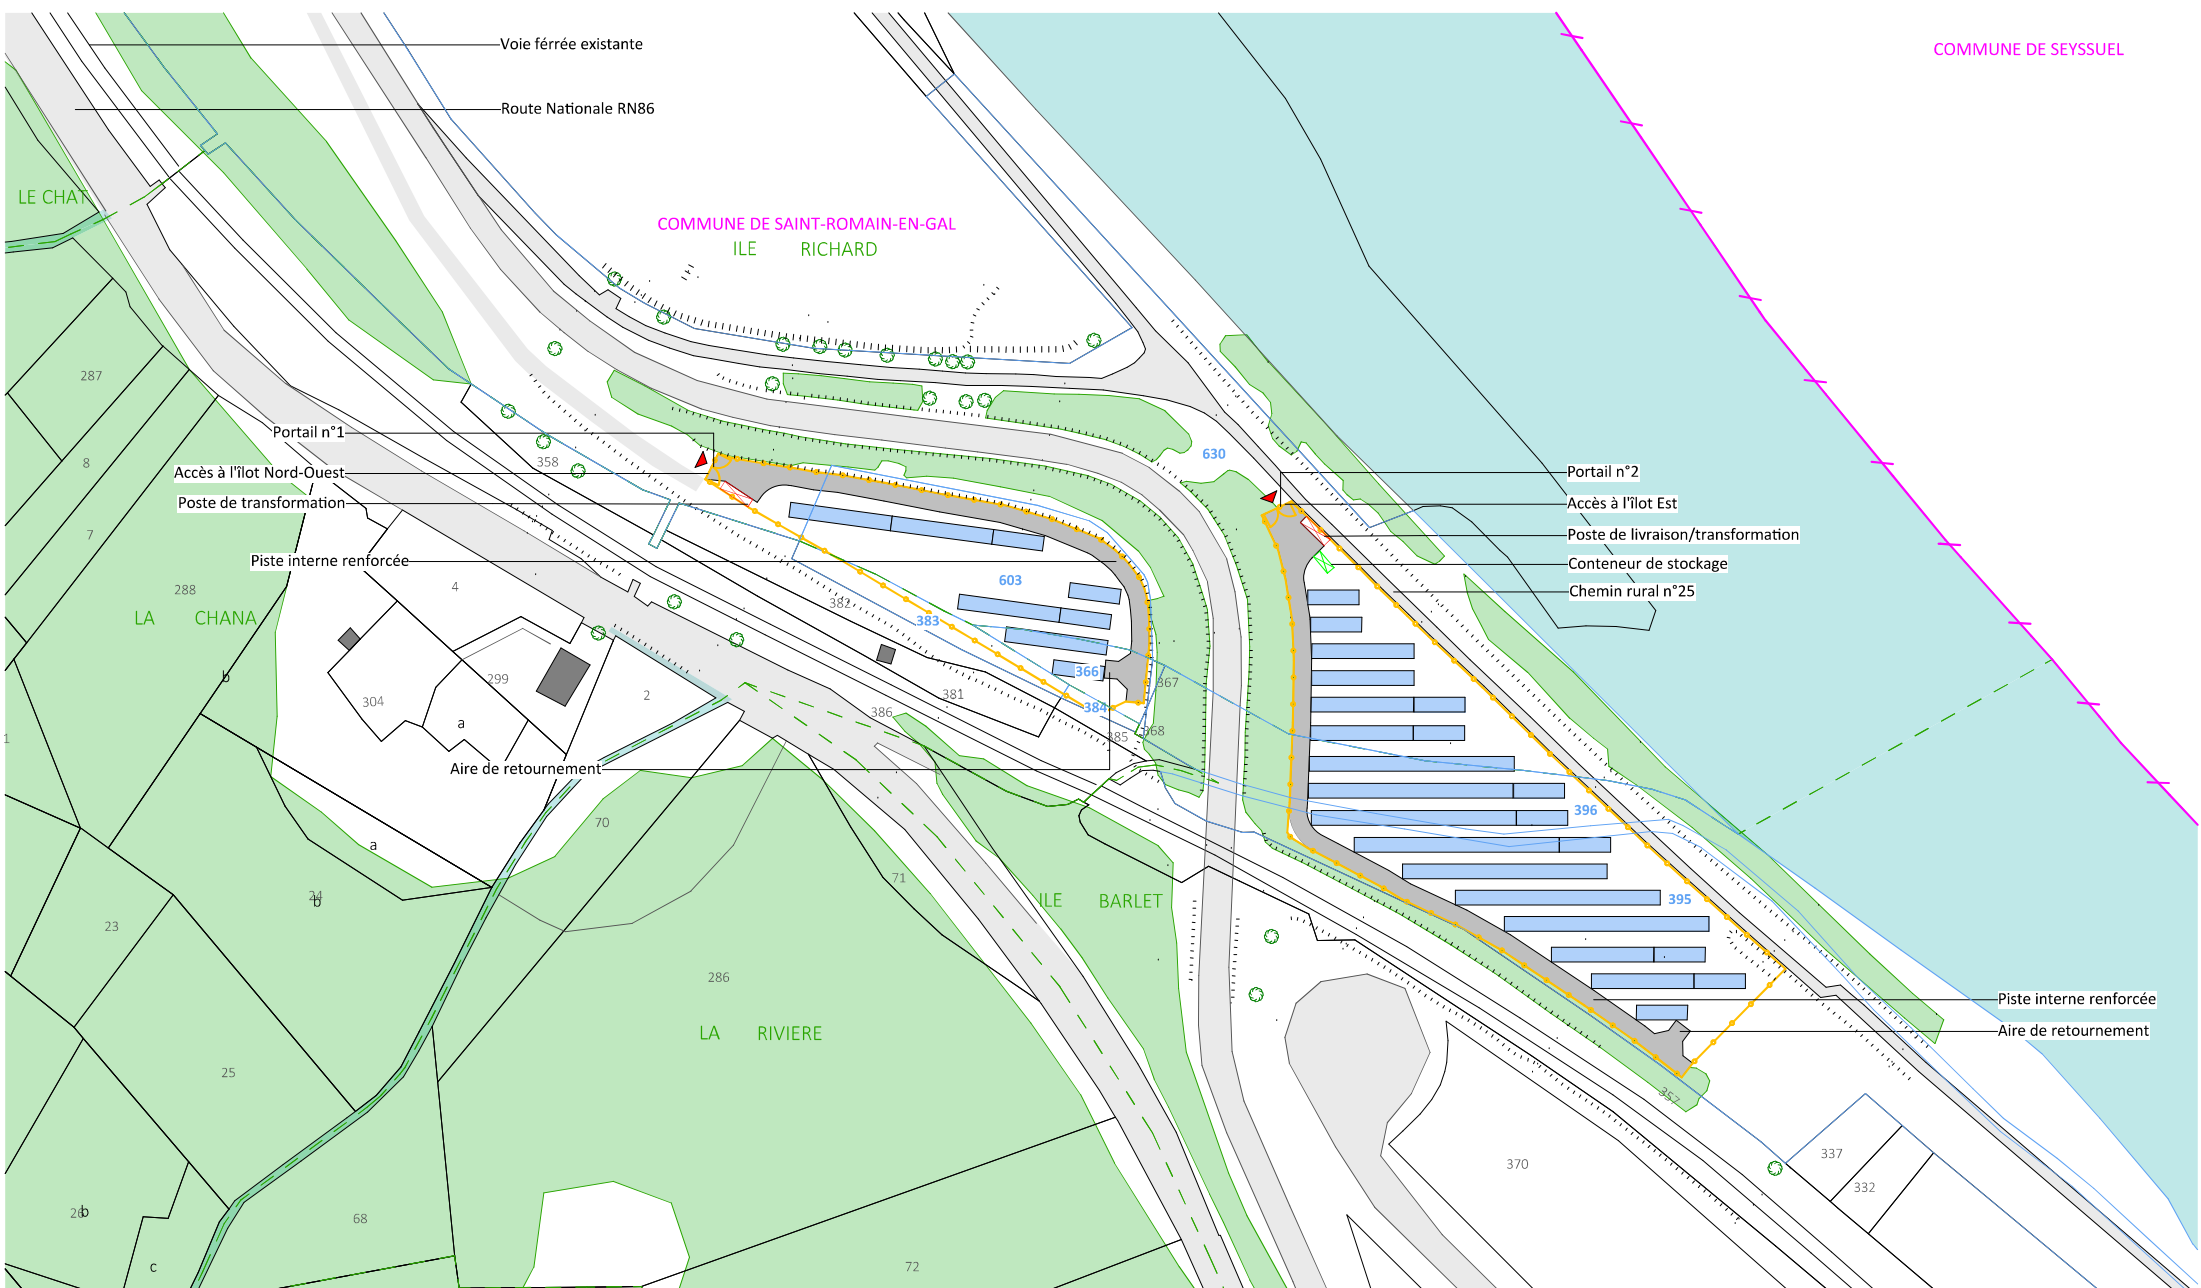 Voie férrée existante
COMMUNE DE SEYSSUEL
Route Nationale RN86
LE CHAT
COMMUNE DE SAINT-ROMAIN-EN-GAL
ILE RICHARD
287
Portail n°1
630
358
8
Accès à l'îlot Nord-Ouest
Portail n°2
Poste de transformation
Accès à l'îlot Est
7
Poste de livraison/transformation
Piste interne renforcée
Conteneur de stockage
603
288
4
Chemin rural n°25
382
LA CHANA
383
b
366
299
367
2
381
304
384
386
a
368
385
1
Aire de retournement
396
70
a
71
24
b
ILE BARLET
395
23
286
Piste interne renforcée
LA RIVIERE
Aire de retournement
25
357
337
370
332
26
b
68
c
72